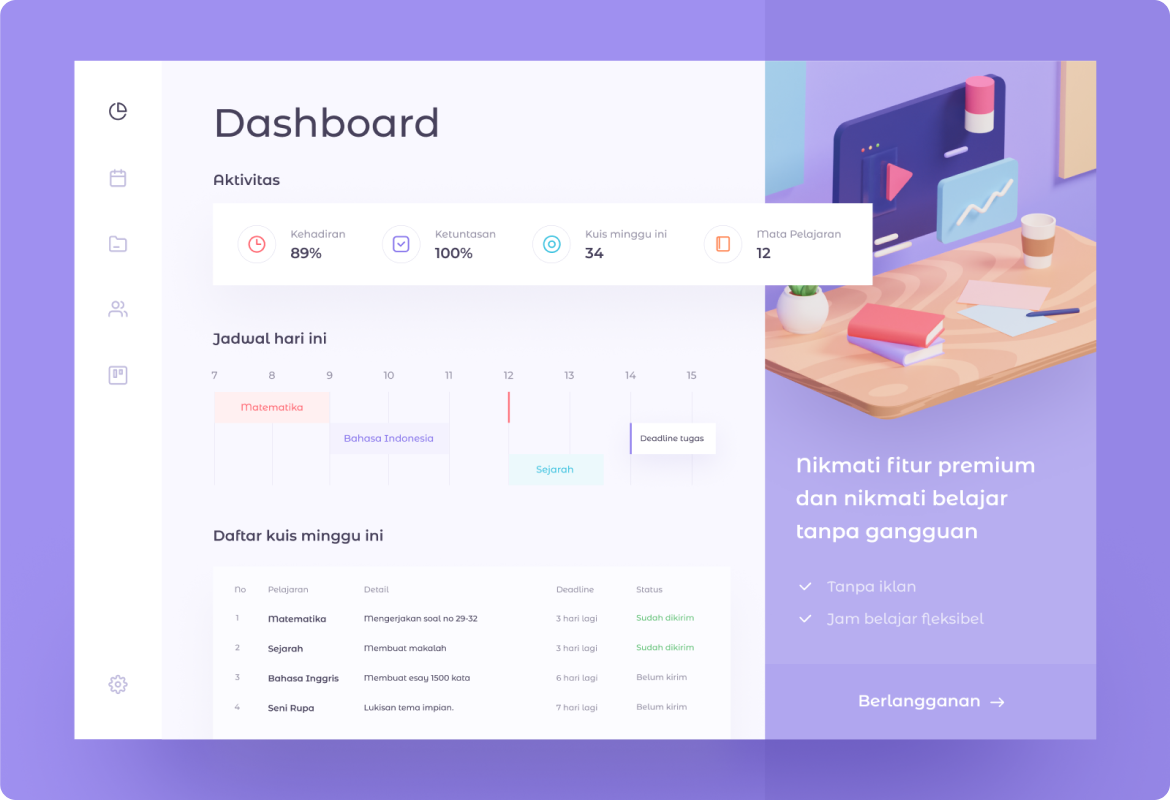 Dashboard
Aktivitas
Kehadiran
89%
Ketuntasan
100%
Kuis minggu ini
34
Mata Pelajaran
12
Jadwal hari ini
7 8 9 10 11 12 13 14 15
Matematika
Bahasa Indonesia
Deadline tugas
Sejarah
Daftar kuis minggu ini
No Pelajaran Detail Deadline Status
1 Matematika Mengerjakan soal no 29-32 3 hari lagi Sudah dikirim
2 Sejarah Membuat makalah 3 hari lagi Sudah dikirim
3 Bahasa Inggris Membuat esay 1500 kata 6 hari lagi Belum kirim
4 Seni Rupa Lukisan tema impian. 7 hari lagi Belum kirim
Nikmati fitur premium
dan nikmati belajar
tanpa gangguan
Tanpa iklan
Jam belajar fleksibel
Berlangganan →